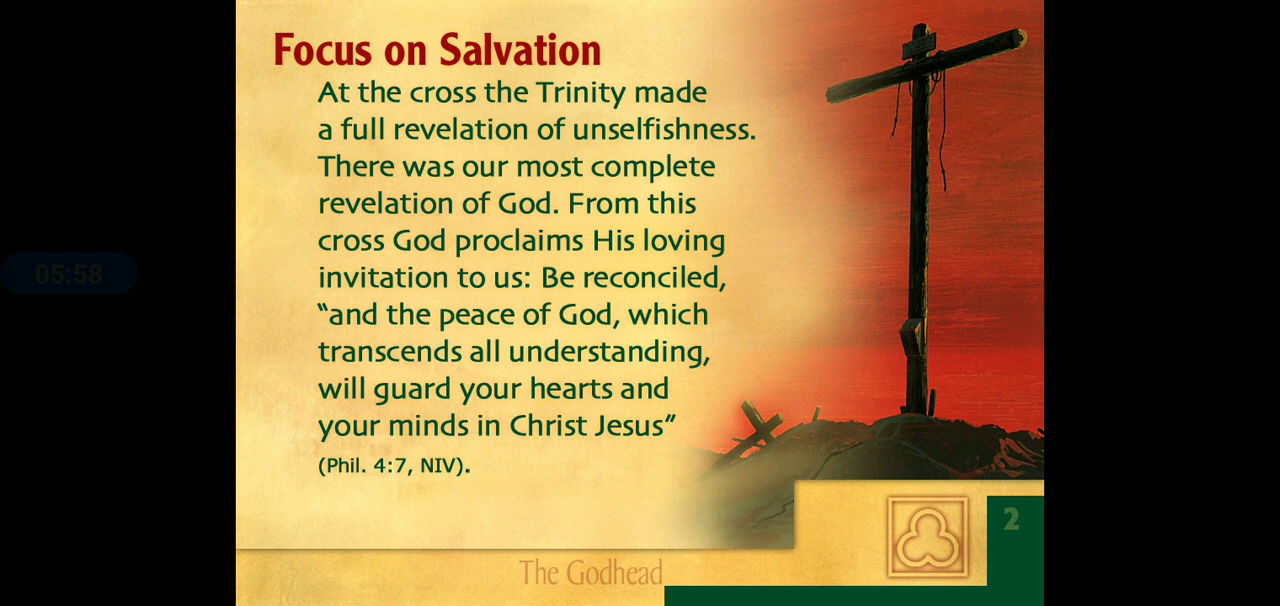 Focus on Salvation
At the cross the Trinity made
a full revelation of unselfishness.
There was our most complete
revelation of God. From this
cross God proclaims His loving
invitation to us: Be reconciled,
“and the peace of God, which
transcends all understanding,
will guard your hearts and
your minds in Christ Jesus”
(Phil. 4:7, NIV).
05:58
2
The Godhead